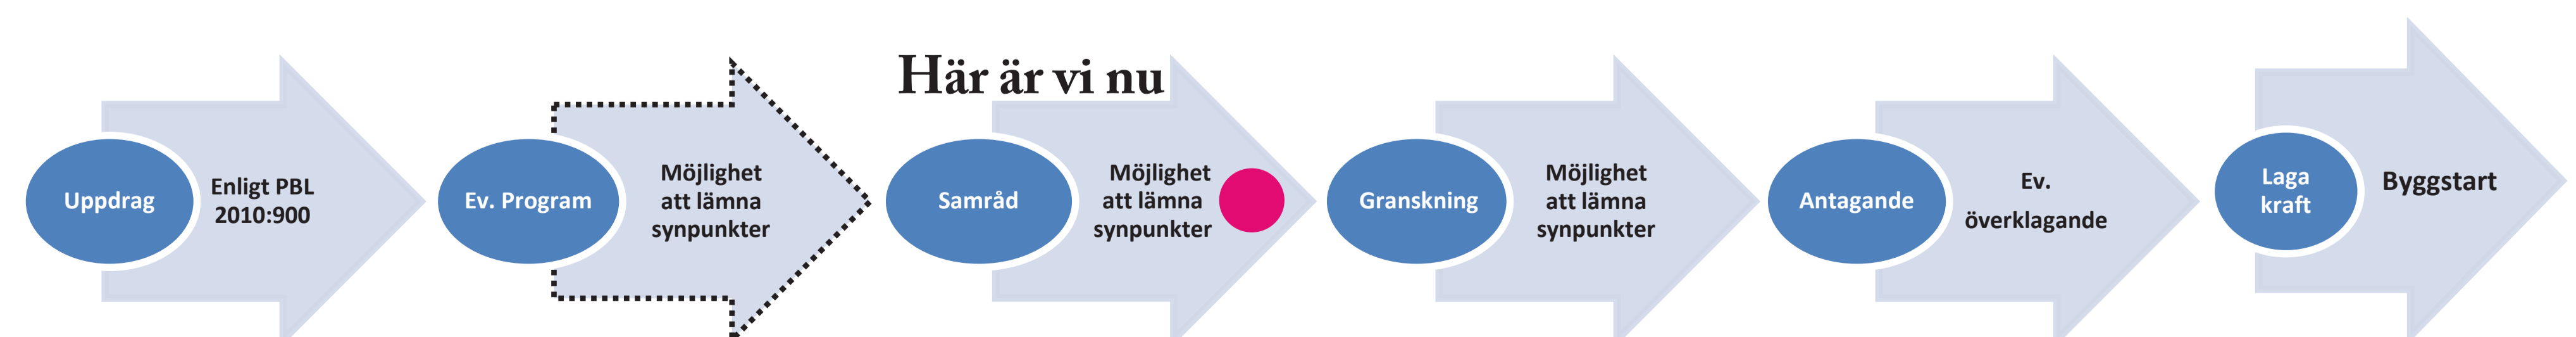 Här är vi nu
Uppdrag
Enligt PBL
2010:900
Ev. Program
Möjlighet
att lämna
synpunkter
Samråd
Möjlighet
att lämna
synpunkter
Granskning
Möjlighet
att lämna
synpunkter
Antagande
Ev.
överklagande
Laga
kraft
Byggstart